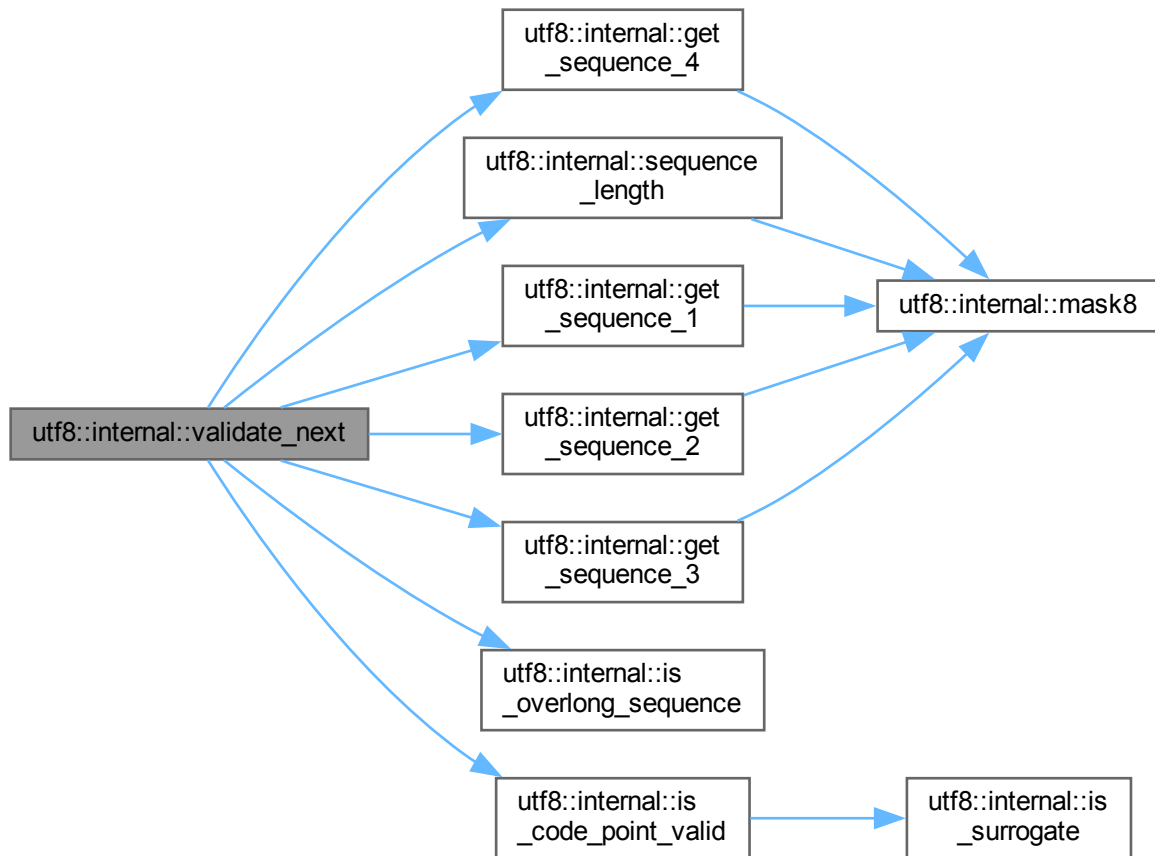 utf8::internal::get
_sequence_4
utf8::internal::sequence
_length
utf8::internal::get
_sequence_1
utf8::internal::mask8
utf8::internal::get
_sequence_2
utf8::internal::validate_next
utf8::internal::get
_sequence_3
utf8::internal::is
_overlong_sequence
utf8::internal::is
_code_point_valid
utf8::internal::is
_surrogate